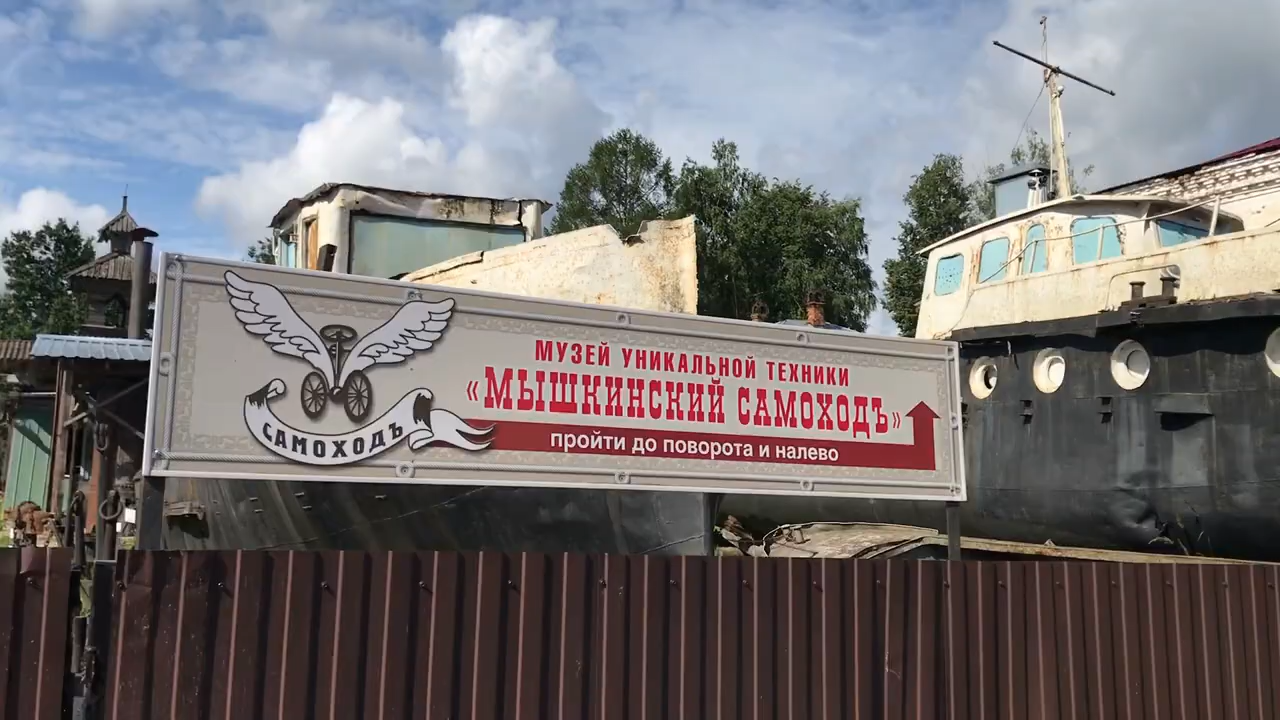 МУЗЕЙ УНИКАЛЬНОЙ ТЕХНИКИ
«МЫШКИНСКИЙ САМОХОДЪ»
пройти до поворота и налево
САМОХОДЪ